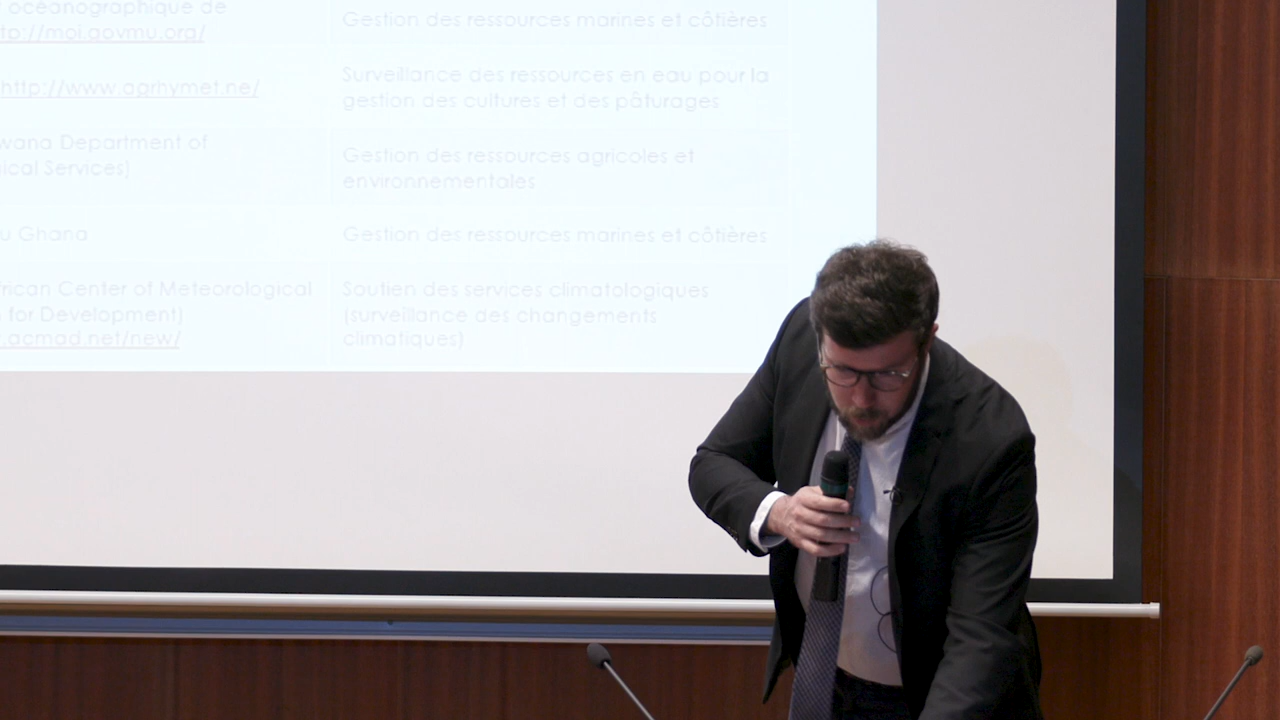 océanographique de
Gestion des ressources marines et côtières
tp://moi.govmu.org/
Surveillance des ressources en eau pour la
http://www.agrhymet.ne/
gestion des cultures et des pâturages
wana Department of
Gestion des ressources agricoles et
ical Services)
environnementales
u Ghana
Gestion des ressources marines et côtières
rican Center of Meteorological
Soutien des services climatologiques
for Development)
(surveillance des changements
.acmad.net/new/
climatiques)